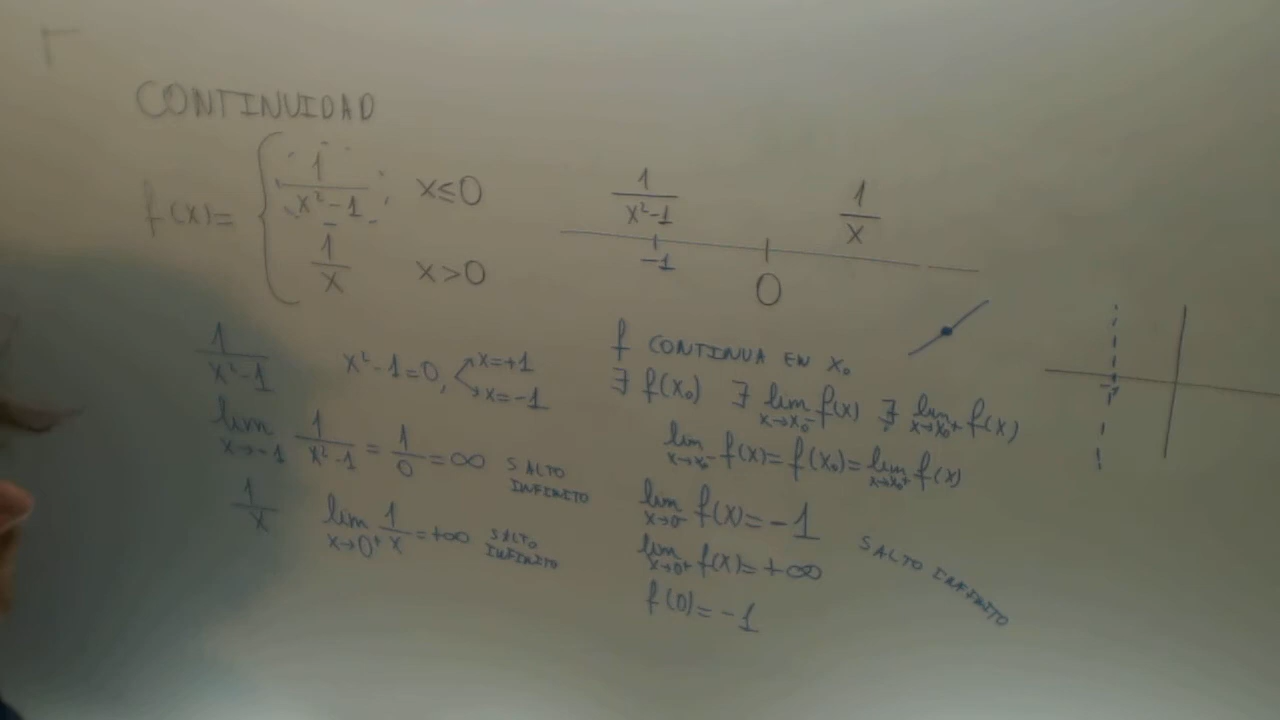 CONTINUIDAD
f(x)= { 1/(x²-1) ; x≤0
1/x x>0
1/(x²-1) 1/x
-1 0
1/(x²-1) x²-1=0, x=+1
x=-1
lim x→-1 1/(x²-1) = 1/0 = ∞ SALTO INFINITO
1/x lim x→0⁺ 1/x = +∞ SALTO INFINITO
f CONTINUA EN x₀
∃ f(x₀) ∃ lim x→x₀⁻ f(x) ∃ lim x→x₀⁺ f(x)
lim x→x₀⁻ f(x) = f(x₀) = lim x→x₀⁺ f(x)
lim x→0⁻ f(x) = -1
lim x→0⁺ f(x) = +∞
f(0) = -1
SALTO INFINITO
-1